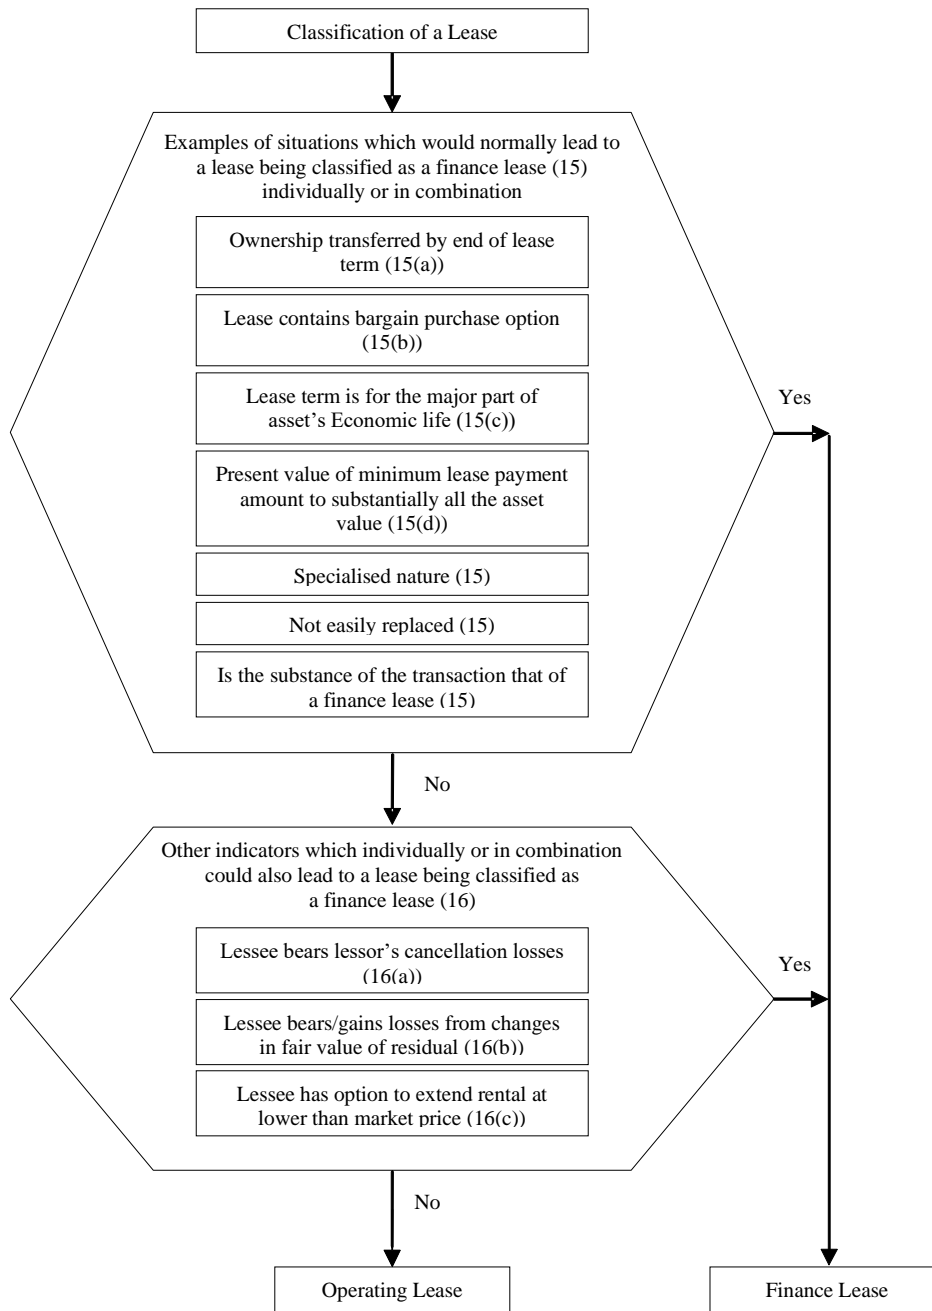 Classification of a Lease
Examples of situations which would normally lead to
a lease being classified as a finance lease (15)
individually or in combination
Ownership transferred by end of lease
term (15(a))
Lease contains bargain purchase option
(15(b))
Lease term is for the major part of
asset's Economic life (15(c))
Yes
Present value of minimum lease payment
amount to substantially all the asset
value (15(d))
Specialised nature (15)
Not easily replaced (15)
Is the substance of the transaction that of
a finance lease (15)
No
Other indicators which individually or in combination
could also lead to a lease being classified as
a finance lease (16)
Lessee bears lessor's cancellation losses
(16(a))
Yes
Lessee bears/gains losses from changes
in fair value of residual (16(b))
Lessee has option to extend rental at
lower than market price (16(c))
No
Operating Lease
Finance Lease